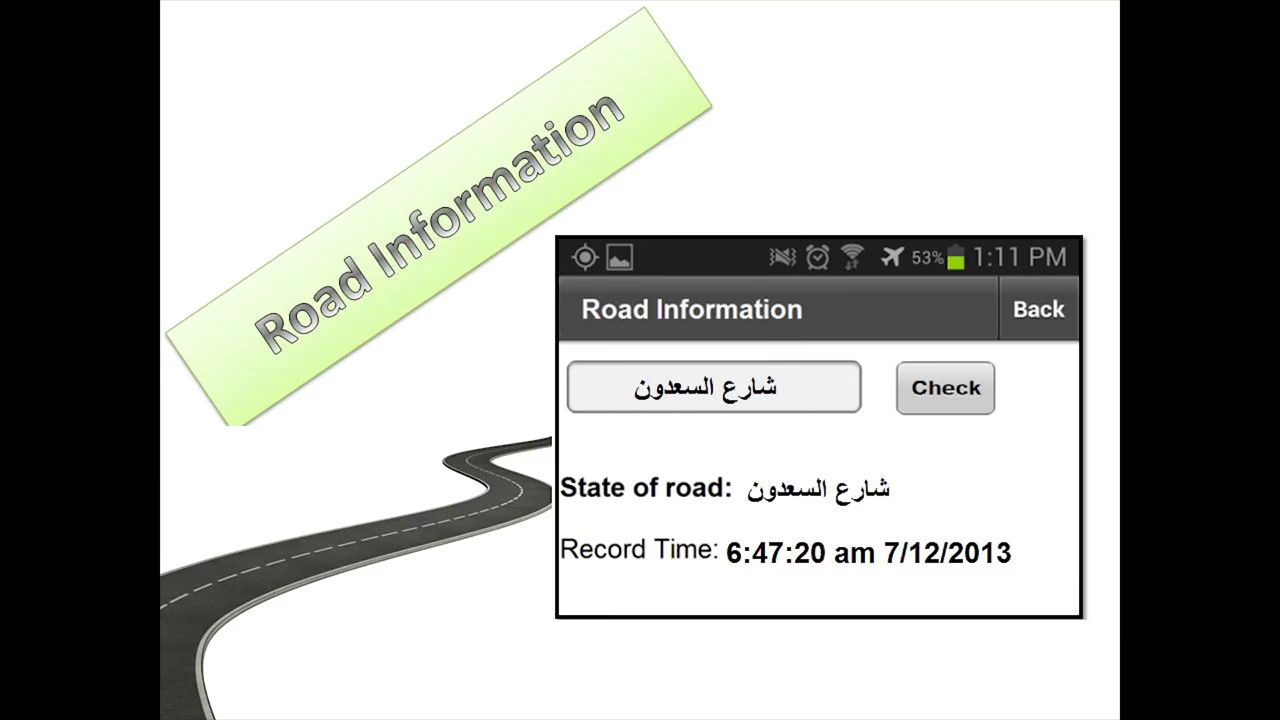 Road Information
53% 1:11 PM
Road Information Back
شارع السعدون Check
State of road: شارع السعدون
Record Time: 6:47:20 am 7/12/2013